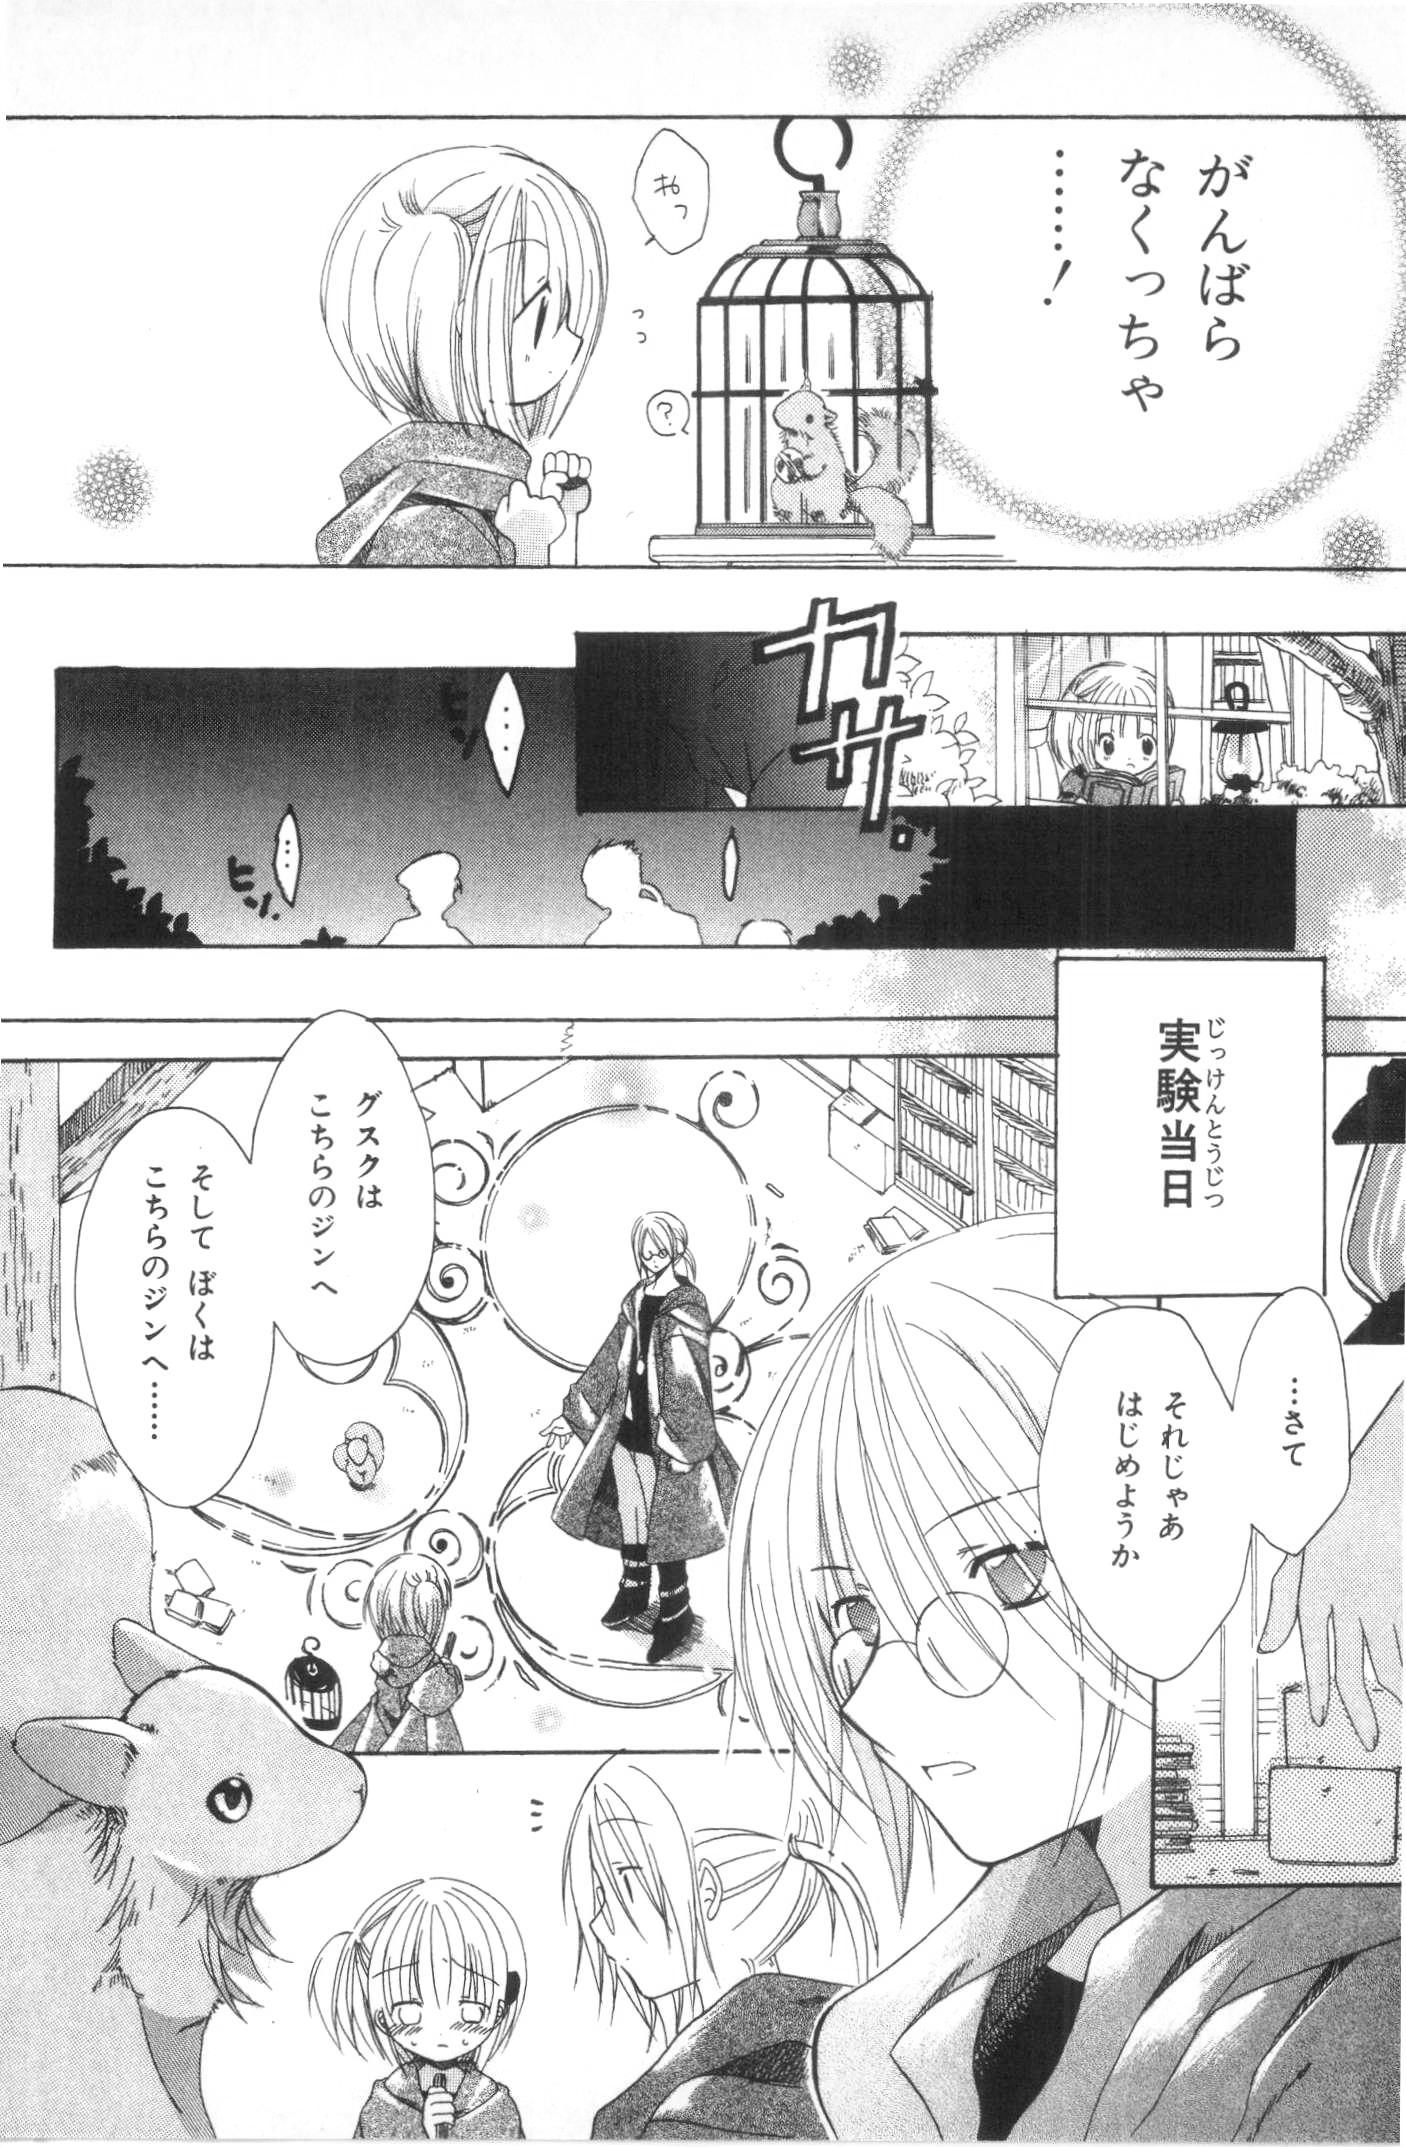 がんばら
なくっちゃ
……!
おっ
?
カサ。
…
ヒソ
…
ヒソ。
実験当日
じっけんとうじつ
…さて
それじゃあ
はじめようか
グスクは
こちらのジンへ
そして ぼくは
こちらのジンへ……